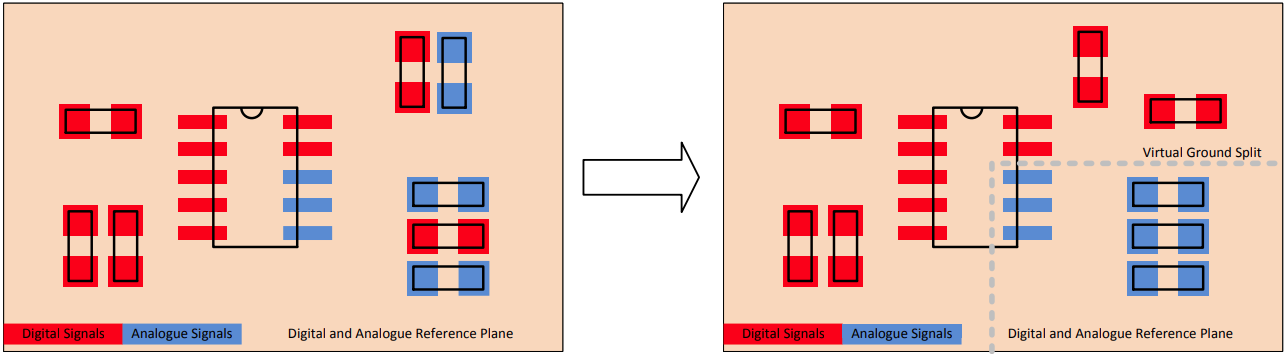 Digital Signals Analogue Signals Digital and Analogue Reference Plane
Virtual Ground Split
Digital Signals Analogue Signals Digital and Analogue Reference Plane